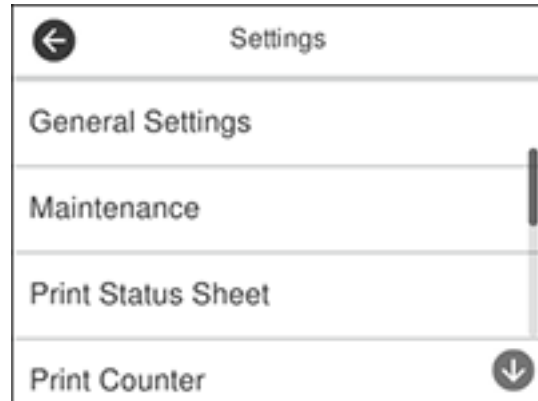 Settings
General Settings
Maintenance
Print Status Sheet
Print Counter